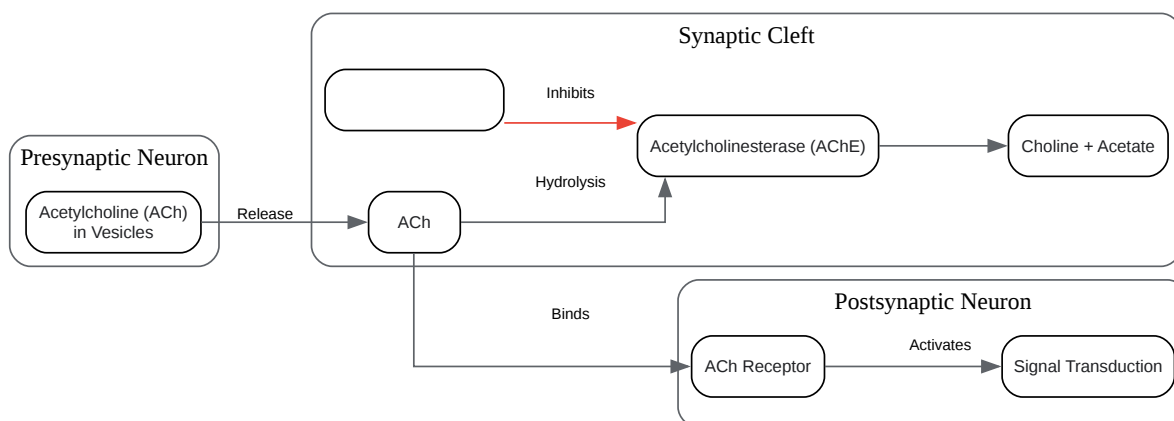 Synaptic Cleft
Inhibits
Acetylcholinesterase (AChE)
Choline + Acetate
Presynaptic Neuron
Acetylcholine (ACh)
in Vesicles
Release
ACh
Hydrolysis
Binds
Postsynaptic Neuron
ACh Receptor
Activates
Signal Transduction